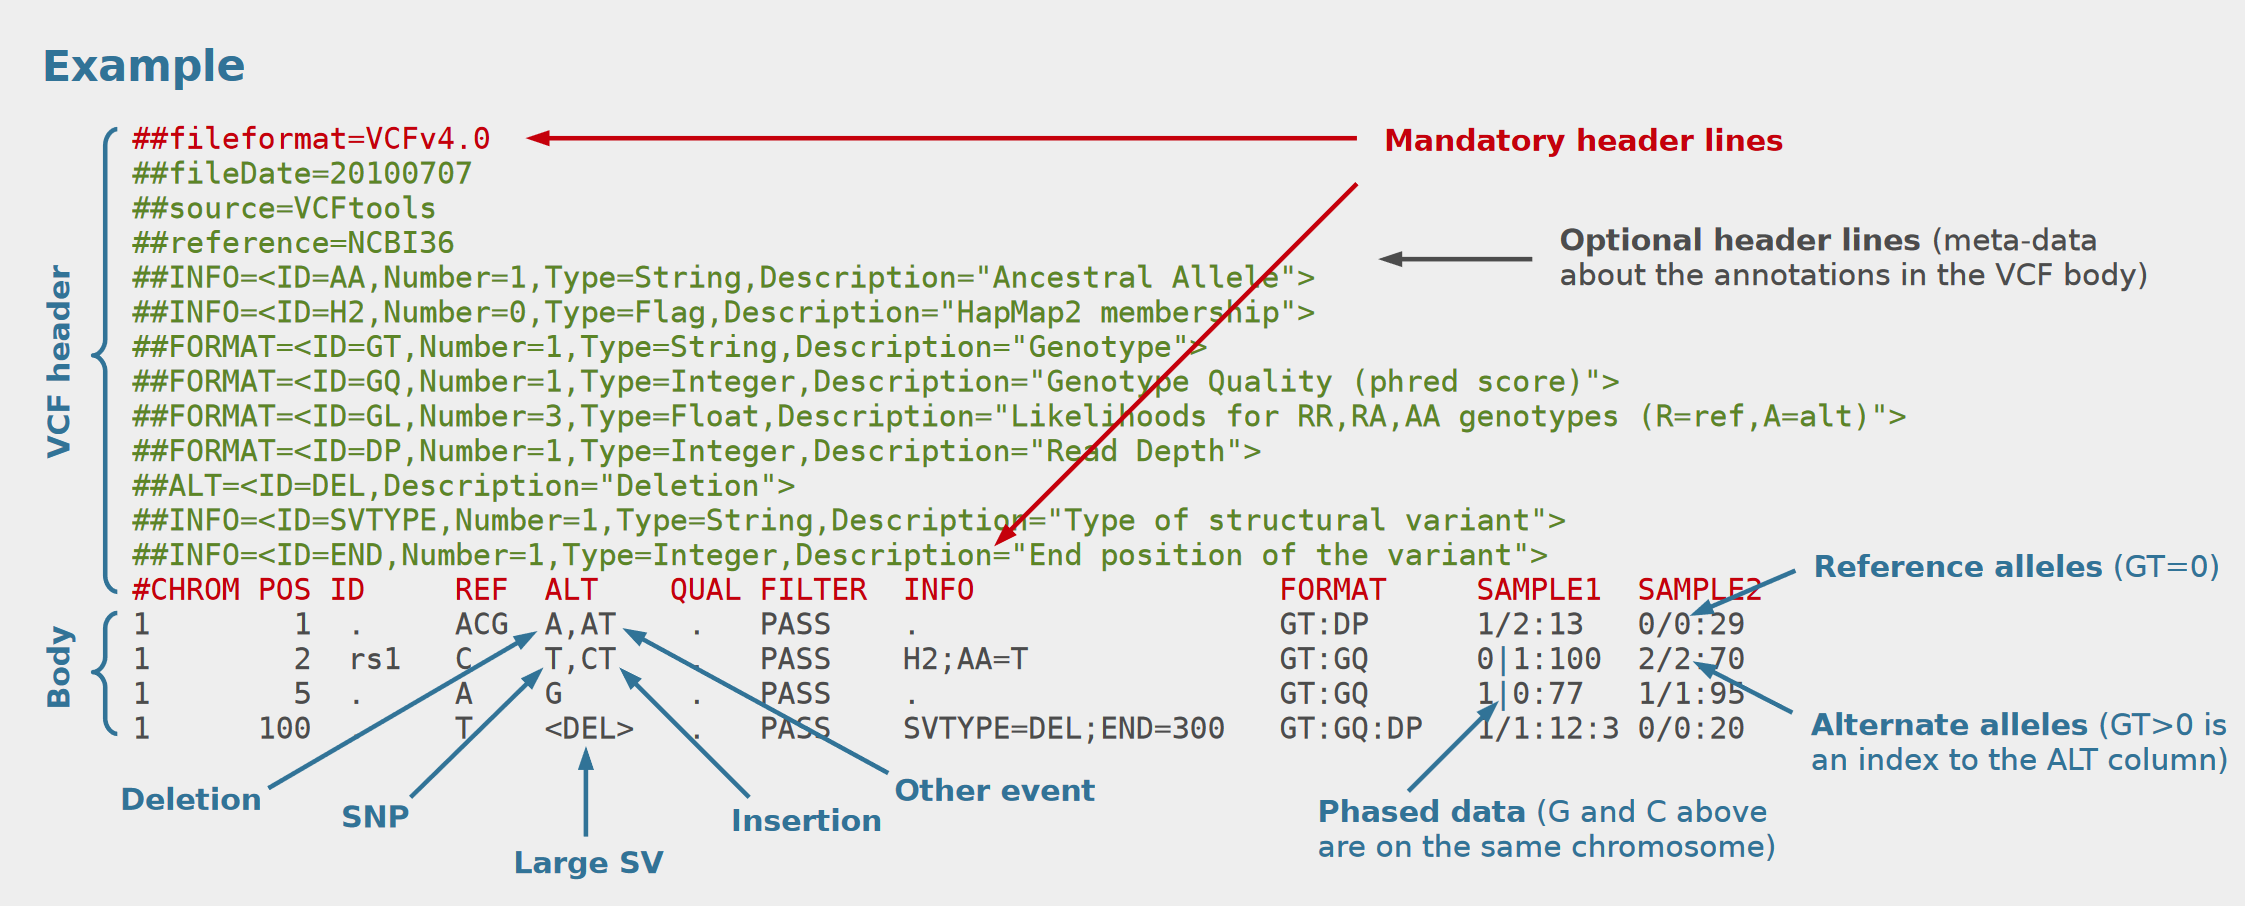 Example
##fileformat=VCFv4.0
Mandatory header lines
##fileDate=20100707
##source=VCFtools
##reference=NCBI36
Optional header lines (meta-data
about the annotations in the VCF body)
##INFO=<ID=AA,Number=1,Type=String,Description="Ancestral Allele">
##INFO=<ID=H2,Number=0,Type=Flag,Description="HapMap2 membership">
##FORMAT=<ID=GT,Number=1,Type=String,Description="Genotype">
##FORMAT=<ID=GQ,Number=1,Type=Integer,Description="Genotype Quality (phred score)">
##FORMAT=<ID=GL,Number=3,Type=Float,Description="Likelihoods for RR,RA,AA genotypes (R=ref,A=alt)">
##FORMAT=<ID=DP,Number=1,Type=Integer,Description="Read Depth">
##ALT=<ID=DEL,Description="Deletion">
##INFO=<ID=SVTYPE,Number=1,Type=String,Description="Type of structural variant">
##INFO=<ID=END,Number=1,Type=Integer,Description="End position of the variant">
VCF header
#CHROM POS ID REF ALT QUAL FILTER INFO FORMAT SAMPLE1 SAMPLE2
Reference alleles (GT=0)
1 1 . ACG A,AT . PASS . GT:DP 1/2:13 0/0:29
1 2 rs1 C T,CT . PASS H2;AA=T GT:GQ 0|1:100 2/2:70
1 5 . A G . PASS . GT:GQ 1|0:77 1/1:95
1 100 . T <DEL> . PASS SVTYPE=DEL;END=300 GT:GQ:DP 1/1:12:3 0/0:20
Body
Alternate alleles (GT>0 is
an index to the ALT column)
Deletion
SNP
Large SV
Insertion
Other event
Phased data (G and C above
are on the same chromosome)